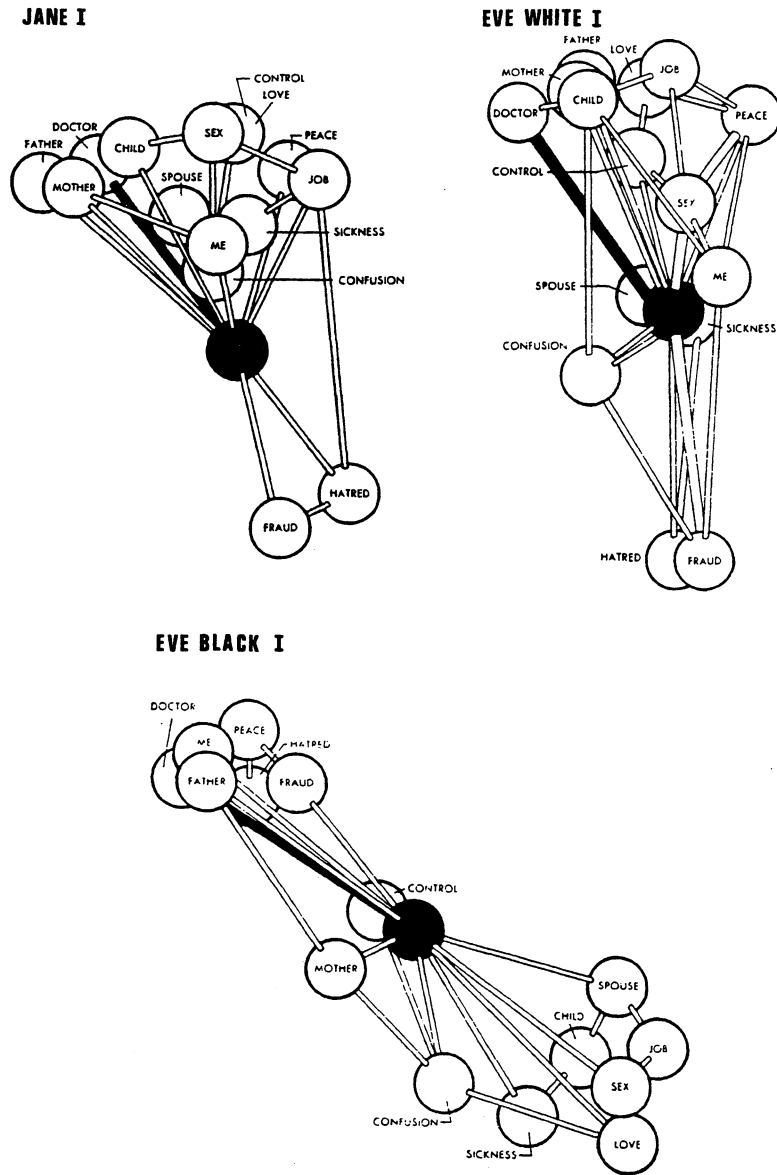 JANE I
CONTROL
LOVE
SEX
DOCTOR
FATHER
CHILD
PEACE
MOTHER
SPOUSE
JOB
ME
SICKNESS
CONFUSION
HATRED
FRAUD
EVE WHITE I
FATHER
LOVE
MOTHER
JOB
DOCTOR
CHILD
PEACE
CONTROL
SEX
ME
SPOUSE
SICKNESS
CONFUSION
HATRED
FRAUD
EVE BLACK I
DOCTOR
PEACE
ME
HATRED
FATHER
FRAUD
CONTROL
MOTHER
SPOUSE
CHILD
JOB
SEX
CONFUSION
LOVE
SICKNESS